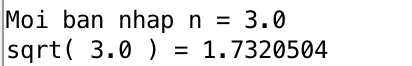 Moi ban nhap n = 3.0
sqrt( 3.0 ) = 1.7320504